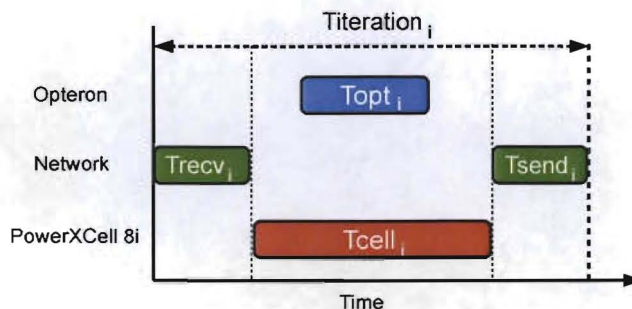 Titeration i
Opteron
Topt i
Network
Trecv i
Tsend i
PowerXCell 8i
Tcell i
Time